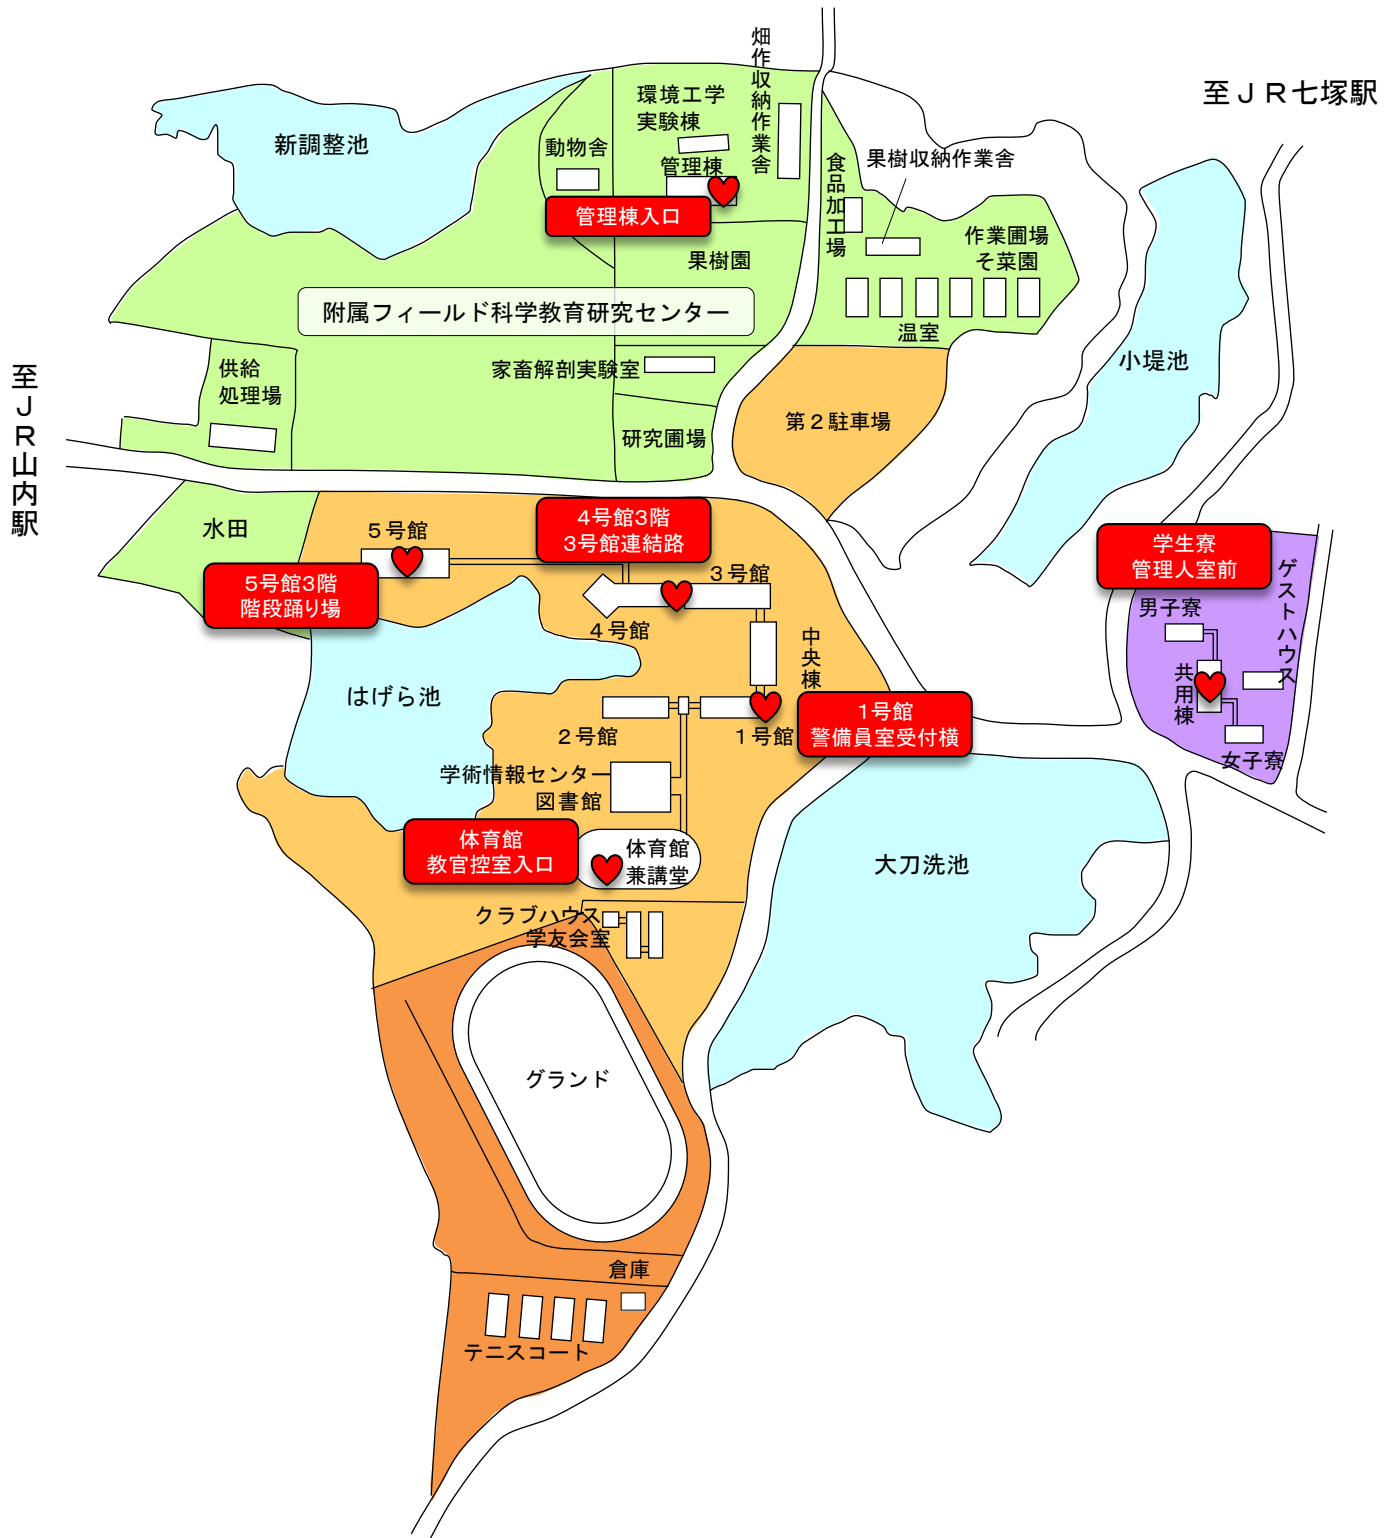 至ＪＲ七塚駅
畑作収納作業舎
環境工学
実験棟
新調整池
動物舎
管理棟
食品加工場
果樹収納作業舎
管理棟入口
作業圃場
そ菜園
果樹園
附属フィールド科学教育研究センター
温室
至ＪＲ山内駅
供給
処理場
家畜解剖実験室
小堤池
第２駐車場
研究圃場
水田
５号館
4号館3階
3号館連結路
学生寮
管理人室前
ゲストハウス
5号館3階
階段踊り場
３号館
４号館
男子寮
中央棟
共用棟
はげら池
1号館
警備員室受付横
２号館
１号館
女子寮
学術情報センター
図書館
体育館
教官控室入口
体育館
兼講堂
大刀洗池
クラブハウス
学友会室
グランド
倉庫
テニスコート